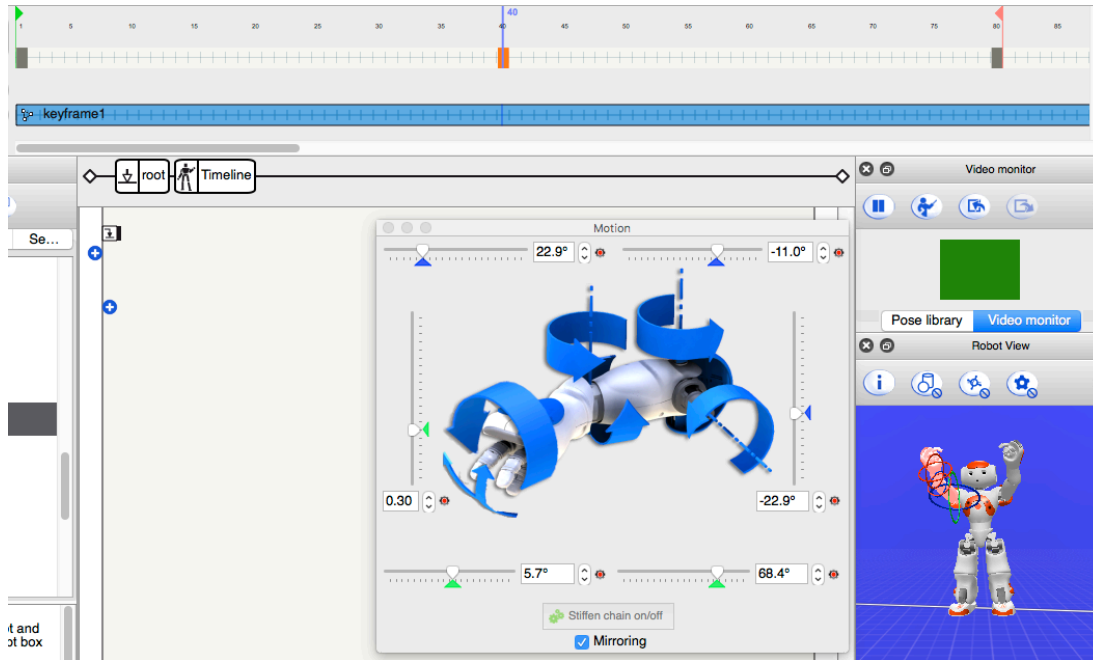 40
1 5 10 15 20 25 30 35 40 45 50 55 60 65 70 75 80 85
keyframe1
root Timeline
Video monitor
Se...
Motion
22.9° -11.0°
Pose library Video monitor
Robot View
0.30 -22.9°
5.7° 68.4°
Stiffen chain on/off
Mirroring
t and
ot box